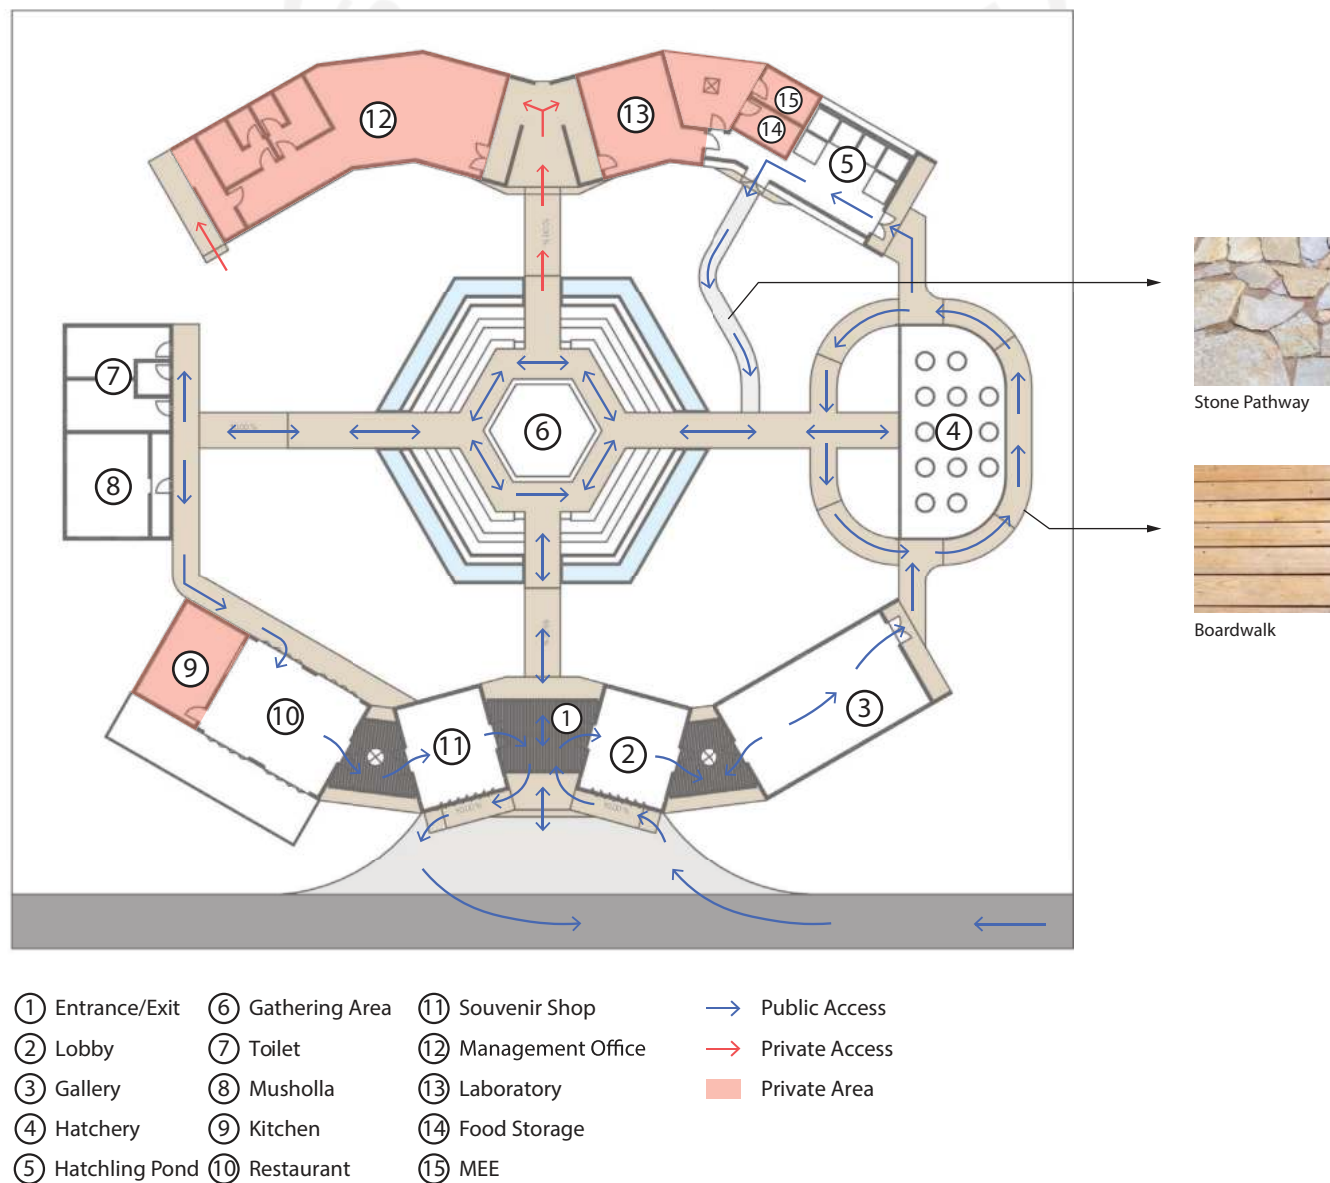 12
13
15
14
5
7
8
6
4
9
10
11
1
2
3
Stone Pathway
Boardwalk
1 Entrance/Exit
2 Lobby
3 Gallery
4 Hatchery
5 Hatchling Pond
6 Gathering Area
7 Toilet
8 Musholla
9 Kitchen
10 Restaurant
11 Souvenir Shop
12 Management Office
13 Laboratory
14 Food Storage
15 MEE
Public Access
Private Access
Private Area